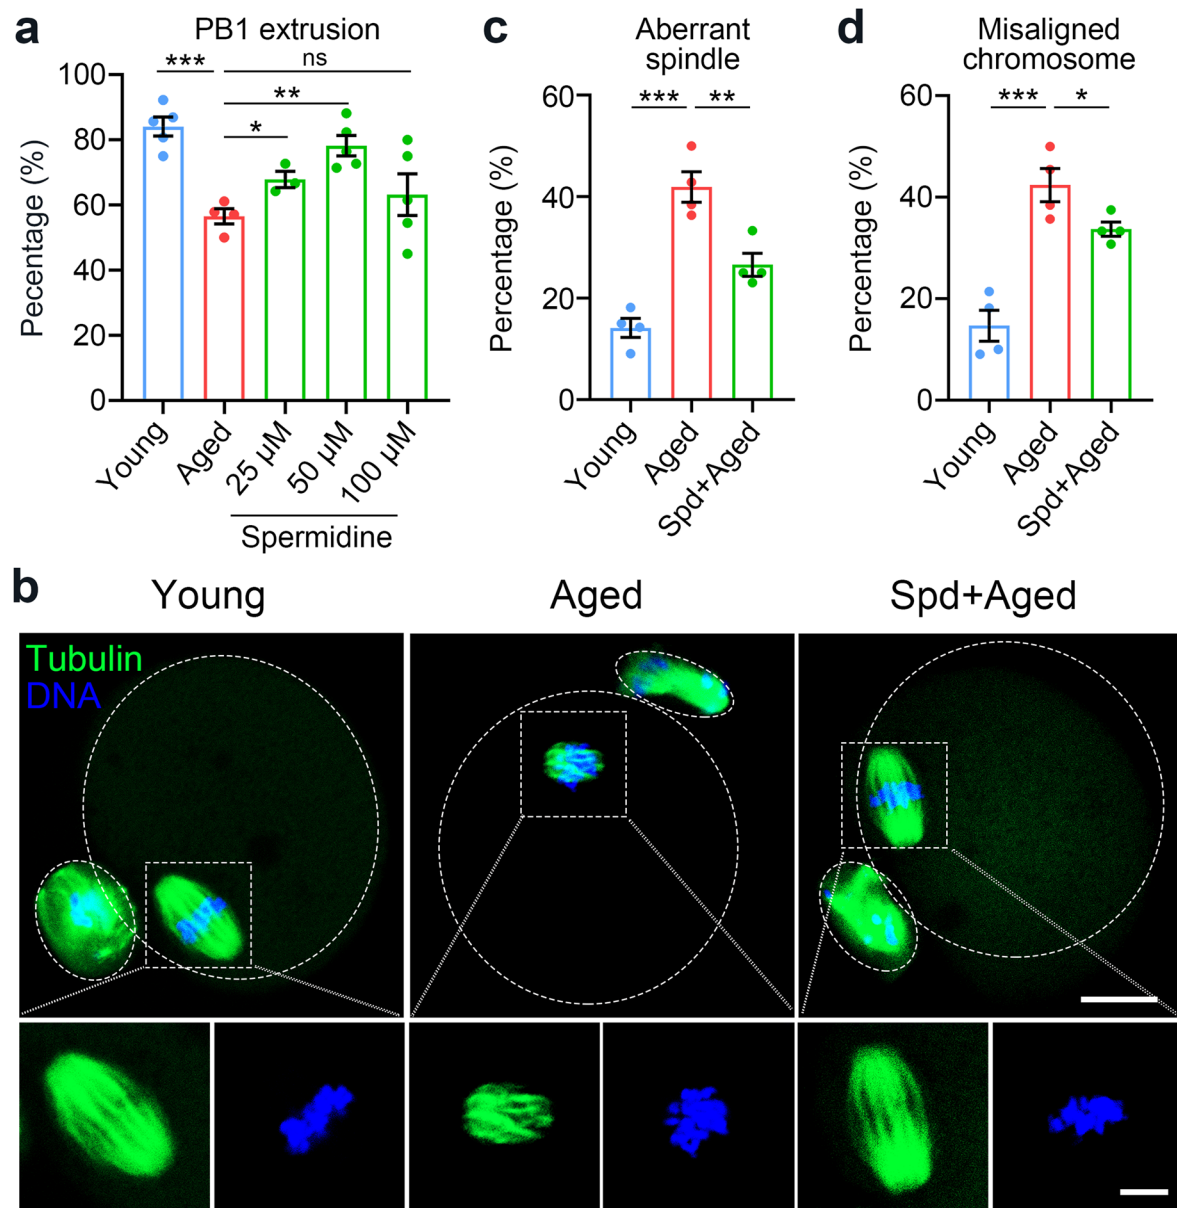 a
PB1 extrusion
***
ns
**
*
Pecentage (%)
100
80
60
40
20
0
Young
Aged
25 µM
50 µM
100 µM
Spermidine
c
Aberrant
spindle
***
**
Percentage (%)
60
40
20
0
Young
Aged
Spd+Aged
d
Misaligned
chromosome
***
*
Percentage (%)
60
40
20
0
Young
Aged
Spd+Aged
b
Young
Aged
Spd+Aged
Tubulin
DNA